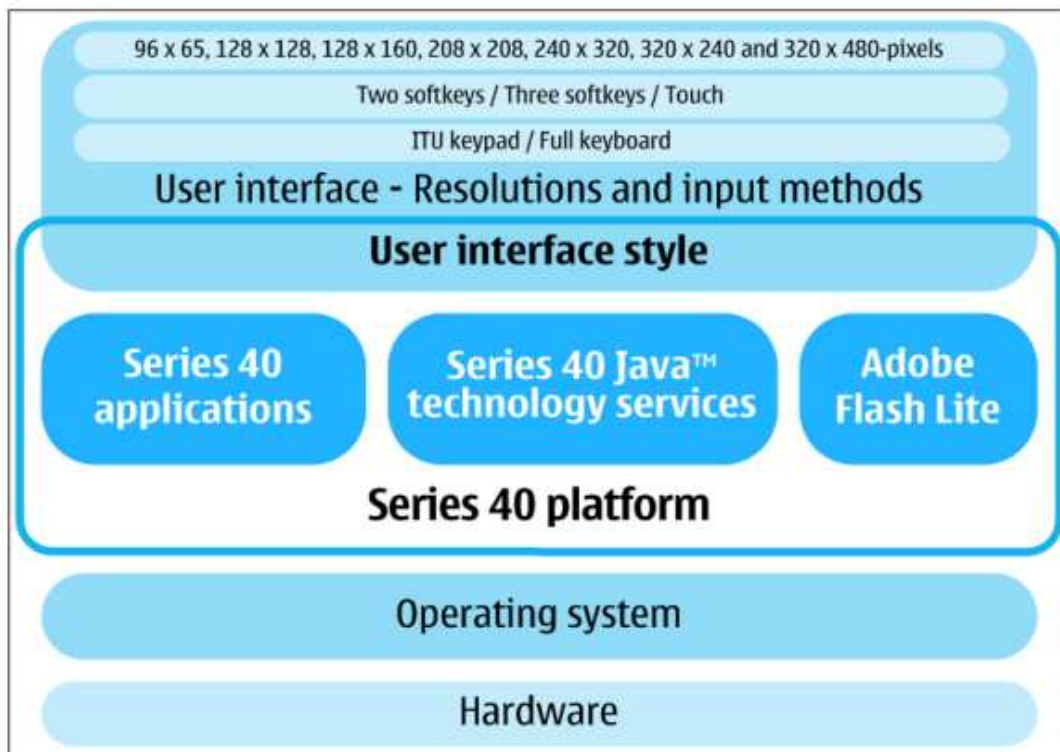 96 x 65, 128 x 128, 128 x 160, 208 x 208, 240 x 320, 320 x 240 and 320 x 480-pixels
Two softkeys / Three softkeys / Touch
ITU keypad / Full keyboard
User interface - Resolutions and input methods
User interface style
Series 40
applications
Series 40 Java™
technology services
Adobe
Flash Lite
Series 40 platform
Operating system
Hardware